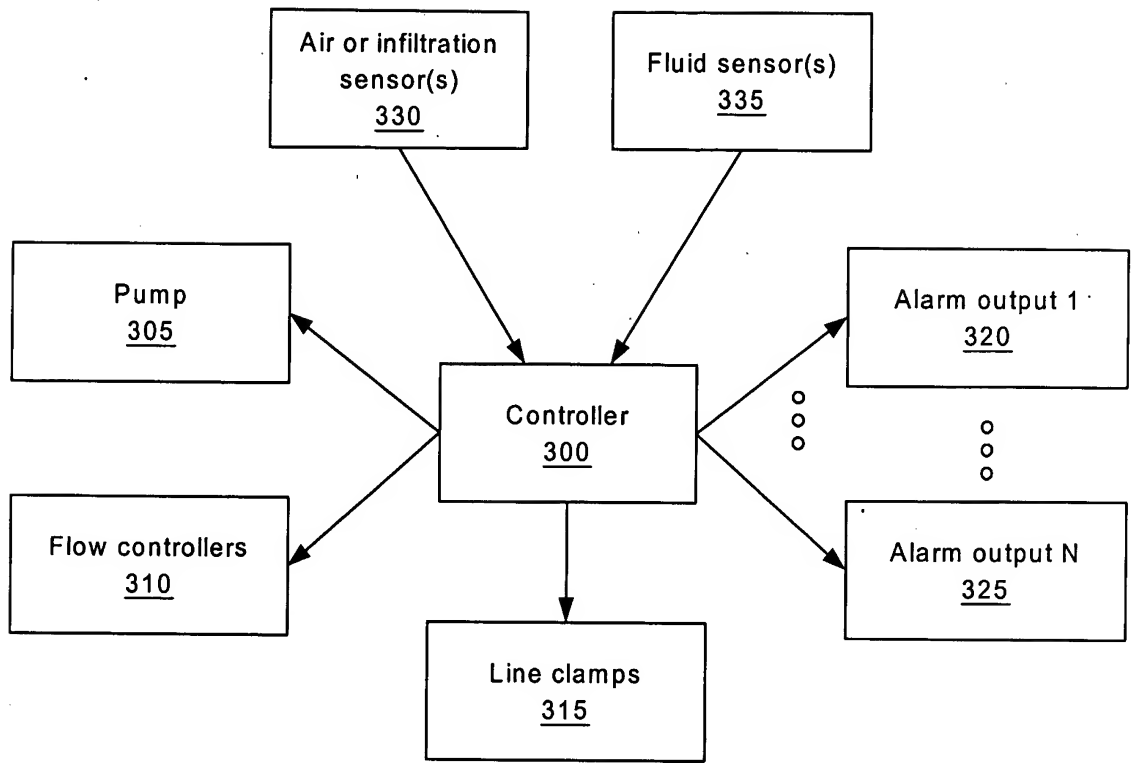 Air or infiltration
sensor(s)
330
Fluid sensor(s)
335
Pump
305
Alarm output 1
320
Controller
300
Flow controllers
310
Alarm output N
325
Line clamps
315